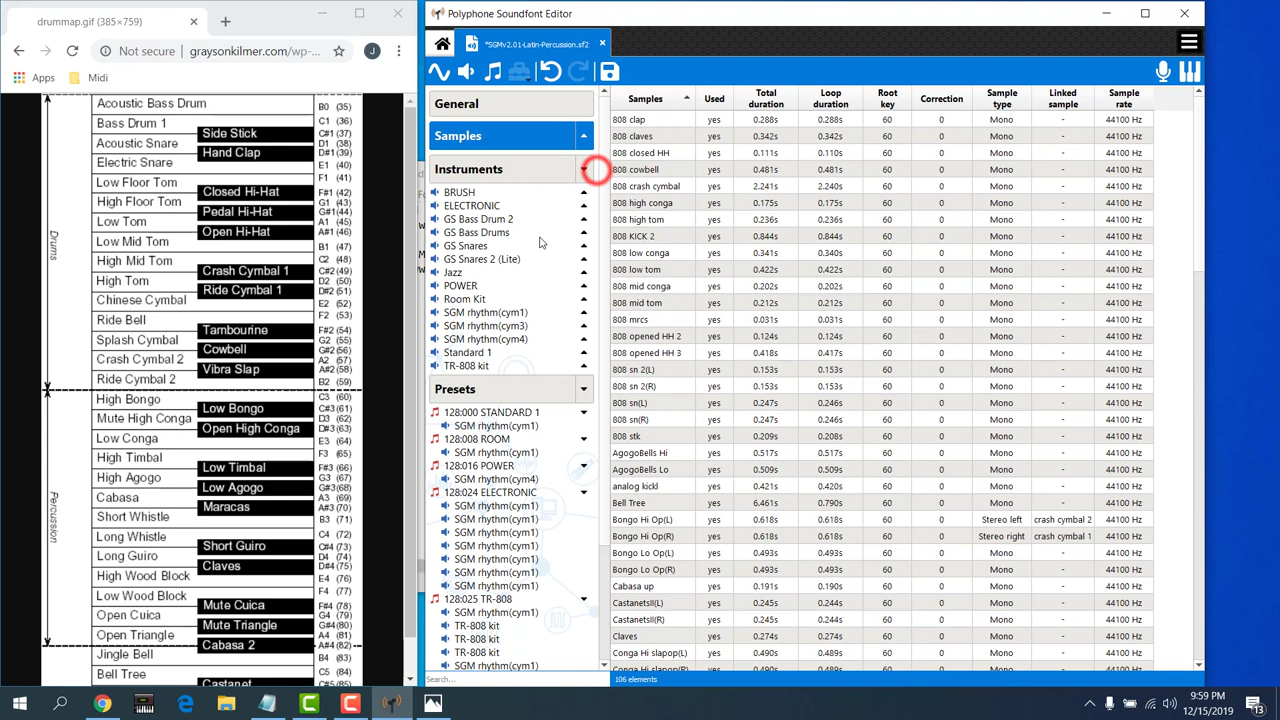 drummap.gif (385×759)
Not secure
graysonkilmer.com/wp-
J
Apps
Midi
Drums
Percussion
Acoustic Bass Drum B0 (35)
Bass Drum 1 C1 (36)
Side Stick C#1 (37)
Acoustic Snare D1 (38)
Hand Clap D#1 (39)
Electric Snare E1 (40)
Low Floor Tom F1 (41)
Closed Hi-Hat F#1 (42)
High Floor Tom G1 (43)
Pedal Hi-Hat G#1 (44)
Low Tom A1 (45)
Open Hi-Hat A#1 (46)
Low Mid Tom B1 (47)
High Mid Tom C2 (48)
Crash Cymbal 1 C#2 (49)
High Tom D2 (50)
Ride Cymbal 1 D#2 (51)
Chinese Cymbal E2 (52)
Ride Bell F2 (53)
Tambourine F#2 (54)
Splash Cymbal G2 (55)
Cowbell G#2 (56)
Crash Cymbal 2 A2 (57)
Vibra Slap A#2 (58)
Ride Cymbal 2 B2 (59)
High Bongo C3 (60)
Low Bongo C#3 (61)
Mute High Conga D3 (62)
Open High Conga D#3 (63)
Low Conga E3 (64)
High Timbal F3 (65)
Low Timbal F#3 (66)
High Agogo G3 (67)
Low Agogo G#3 (68)
Cabasa A3 (69)
Maracas A#3 (70)
Short Whistle B3 (71)
Long Whistle C4 (72)
Short Guiro C#4 (73)
Long Guiro D4 (74)
Claves D#4 (75)
High Wood Block E4 (76)
Low Wood Block F4 (77)
Mute Cuica F#4 (78)
Open Cuica G4 (79)
Mute Triangle G#4 (80)
Open Triangle A4 (81)
Cabasa 2 A#4 (82)
Jingle Bell B4 (83)
Bell Tree C5 (84)
Castanet C#5 (85)
Polyphone Soundfont Editor
*SGMv2.01-Latin-Percussion.sf2
General
Samples
Instruments
BRUSH
ELECTRONIC
GS Bass Drum 2
GS Bass Drums
GS Snares
GS Snares 2 (Lite)
Jazz
POWER
Room Kit
SGM rhythm(cym1)
SGM rhythm(cym3)
SGM rhythm(cym4)
Standard 1
TR-808 kit
Presets
128:000 STANDARD 1
SGM rhythm(cym1)
128:008 ROOM
SGM rhythm(cym1)
128:016 POWER
SGM rhythm(cym4)
128:024 ELECTRONIC
SGM rhythm(cym1)
SGM rhythm(cym1)
SGM rhythm(cym1)
SGM rhythm(cym1)
SGM rhythm(cym1)
SGM rhythm(cym1)
SGM rhythm(cym1)
128:025 TR-808
SGM rhythm(cym1)
TR-808 kit
TR-808 kit
TR-808 kit
SGM rhythm(cym1)
Search...
Samples Used Total duration Loop duration Root key Correction Sample type Linked sample Sample rate
808 clap yes 0.288s 0.288s 60 0 Mono - 44100 Hz
808 claves yes 0.342s 0.342s 60 0 Mono - 44100 Hz
808 closed HH yes 0.111s 0.110s 60 0 Mono - 44100 Hz
808 cowbell yes 0.481s 0.481s 60 0 Mono - 44100 Hz
808 crash cymbal yes 2.241s 2.240s 60 0 Mono - 44100 Hz
808 high conga yes 0.175s 0.175s 60 0 Mono - 44100 Hz
808 high tom yes 0.236s 0.236s 60 0 Mono - 44100 Hz
808 KICK 2 yes 0.844s 0.844s 60 0 Mono - 44100 Hz
808 low conga yes 0.341s 0.340s 60 0 Mono - 44100 Hz
808 low tom yes 0.422s 0.422s 60 0 Mono - 44100 Hz
808 mid conga yes 0.202s 0.202s 60 0 Mono - 44100 Hz
808 mid tom yes 0.212s 0.212s 60 0 Mono - 44100 Hz
808 mrcs yes 0.031s 0.031s 60 0 Mono - 44100 Hz
808 opened HH 2 yes 0.124s 0.124s 60 0 Mono - 44100 Hz
808 opened HH 3 yes 0.418s 0.417s 60 0 Mono - 44100 Hz
808 sn 2(L) yes 0.153s 0.153s 60 0 Mono - 44100 Hz
808 sn 2(R) yes 0.153s 0.153s 60 0 Mono - 44100 Hz
808 sn(L) yes 0.247s 0.246s 60 0 Mono - 44100 Hz
808 sn(R) yes 0.247s 0.246s 60 0 Mono - 44100 Hz
808 stk yes 0.209s 0.208s 60 0 Mono - 44100 Hz
AgogoBells Hi yes 0.517s 0.517s 60 0 Mono - 44100 Hz
AgogoBells Lo yes 0.509s 0.509s 60 0 Mono - 44100 Hz
analog kickl yes 0.421s 0.420s 60 0 Mono - 44100 Hz
Bell Tree yes 6.461s 0.790s 60 0 Mono - 44100 Hz
Bongo Hi Op(L) yes 0.618s 0.618s 60 0 Stereo left crash cymbal 2 44100 Hz
Bongo Hi Op(R) yes 0.618s 0.618s 60 0 Stereo right crash cymbal 1 44100 Hz
Bongo Lo Op(L) yes 0.493s 0.493s 60 0 Mono - 44100 Hz
Bongo Lo Op(R) yes 0.493s 0.493s 60 0 Mono - 44100 Hz
Cabasa up yes 0.191s 0.190s 60 0 Mono - 44100 Hz
CastanetsII(L) yes 0.245s 0.244s 60 0 Mono - 44100 Hz
CastanetsII(R) yes 0.245s 0.244s 60 0 Mono - 44100 Hz
Claves yes 0.274s 0.274s 60 0 Mono - 44100 Hz
Conga Hi slapop(L) yes 0.490s 0.489s 60 0 Mono - 44100 Hz
Conga Hi slapop(R) yes 0.490s 0.489s 60 0 Mono - 44100 Hz
106 elements
9:59 PM
12/15/2019
13